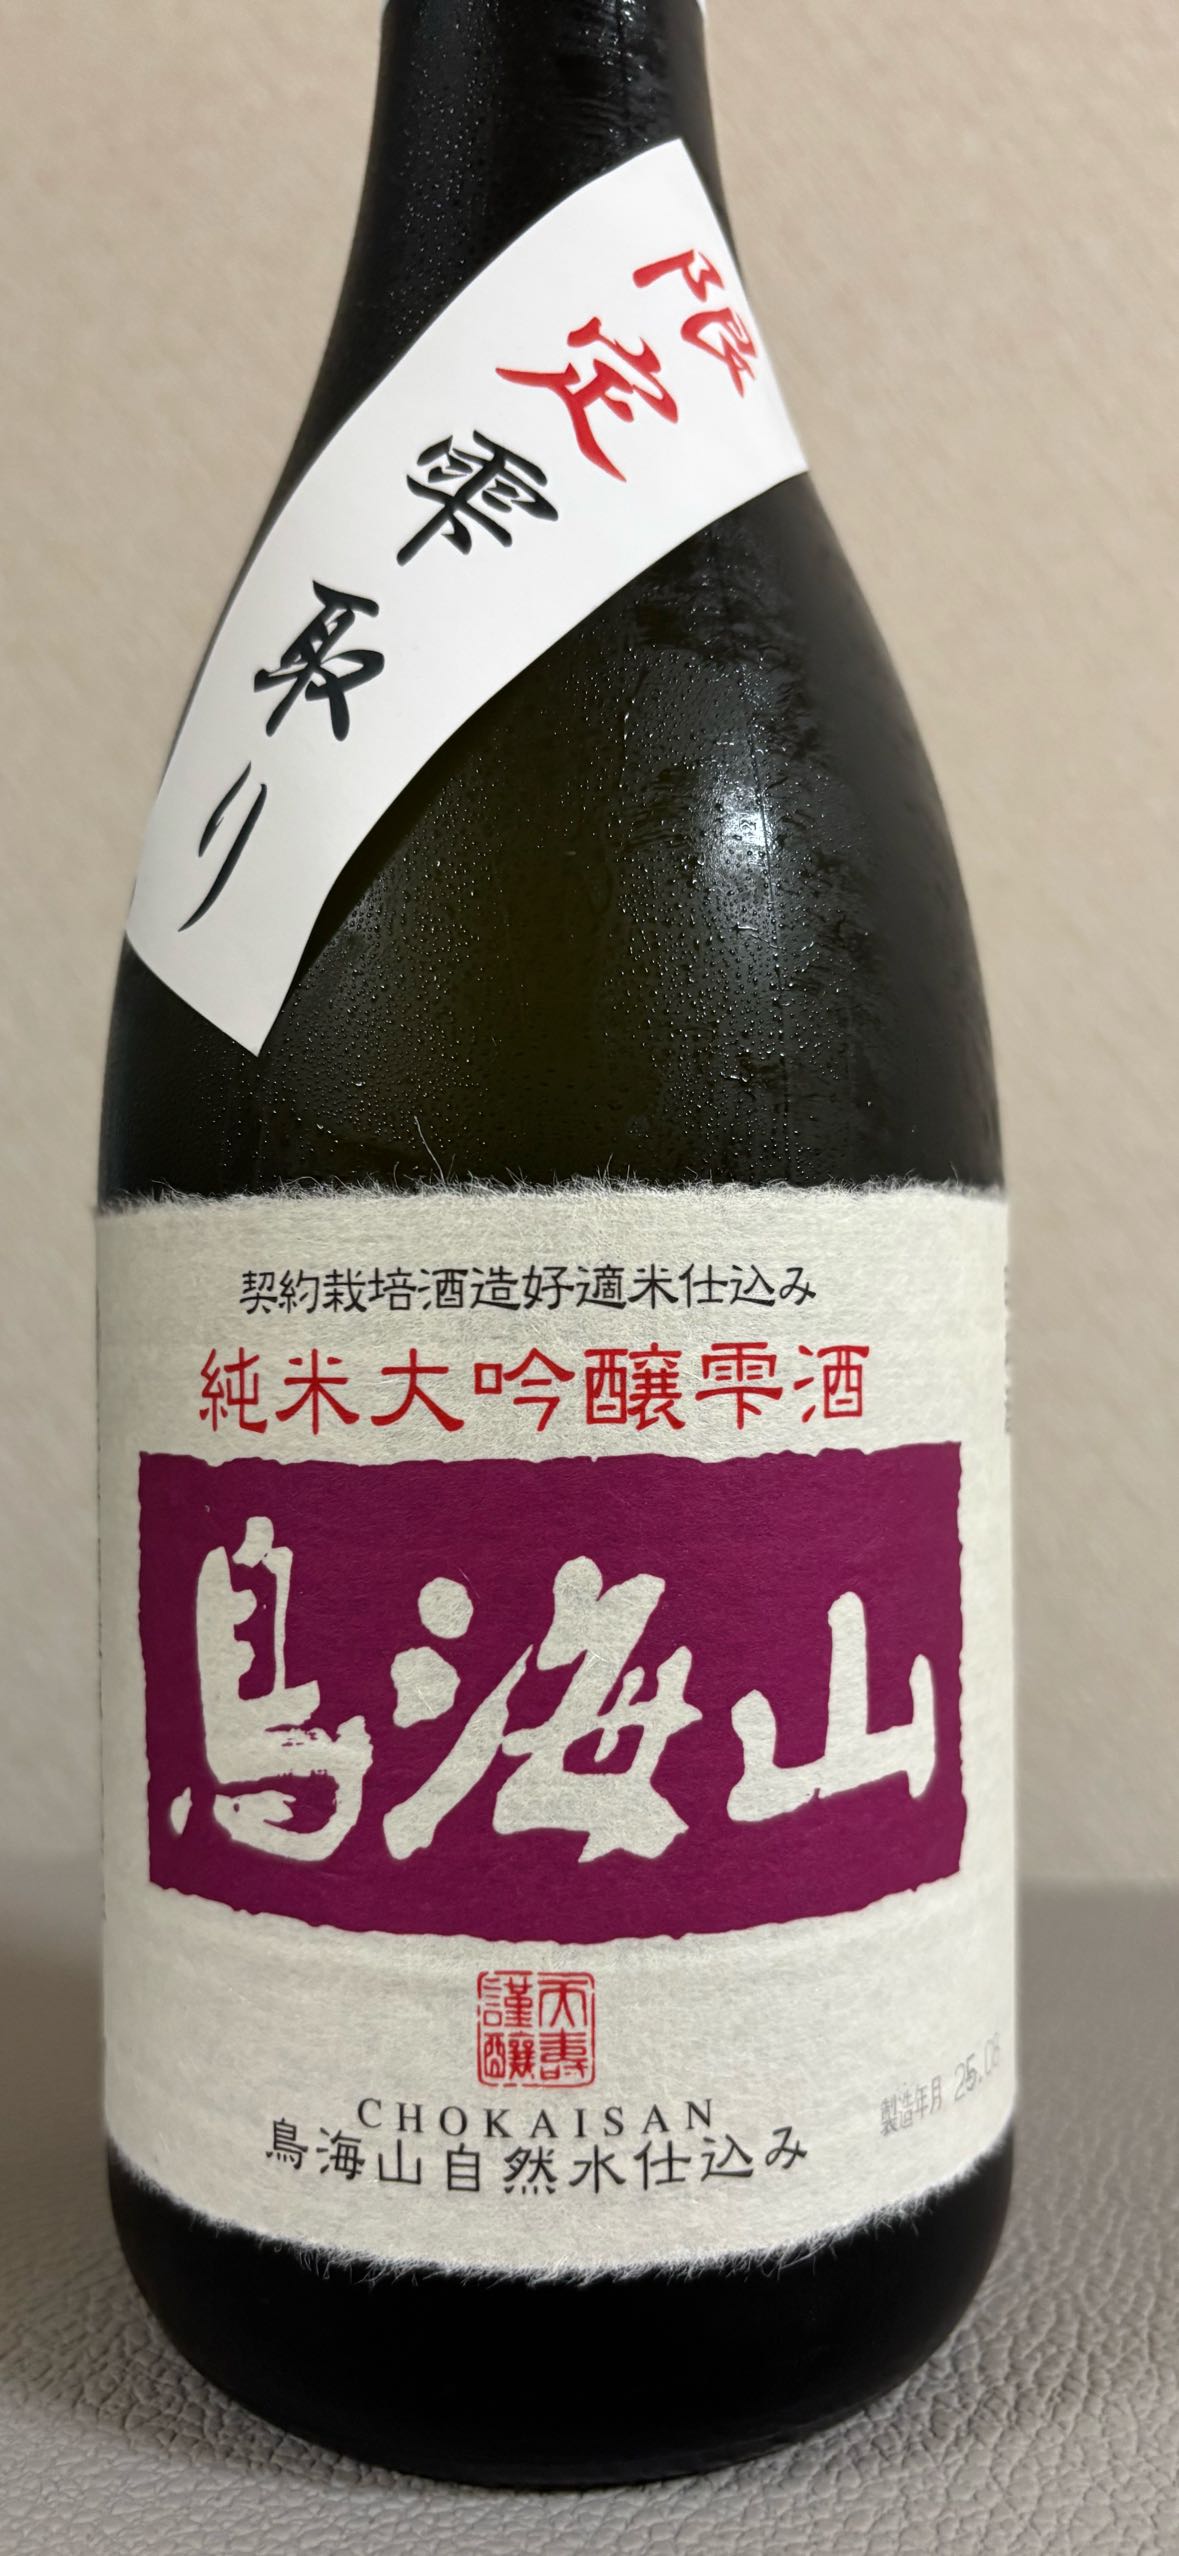 限定雫取り
契約栽培酒造好適米仕込み
純米大吟醸雫酒
鳥海山
天寿
謹醸
CHOKAISAN
鳥海山自然水仕込み
製造年月 25.08